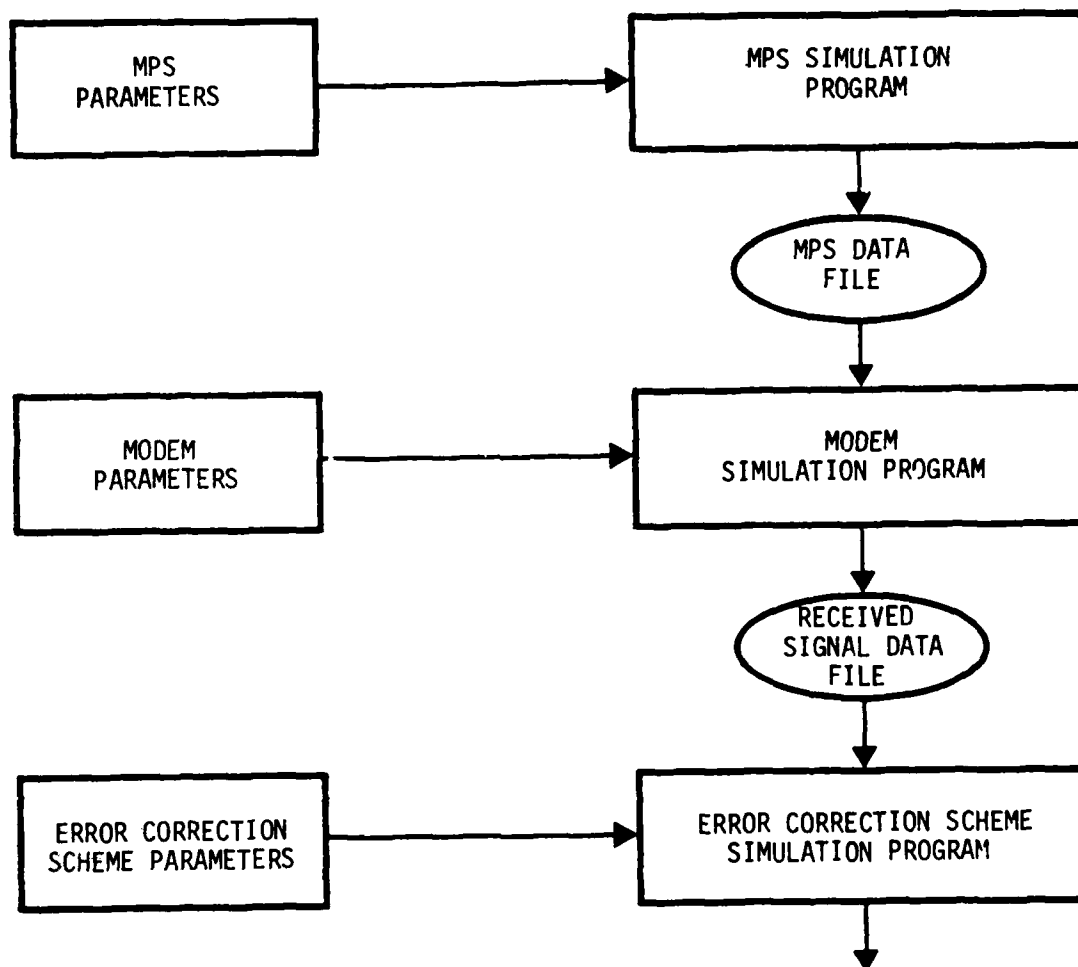 MPS
PARAMETERS
MPS SIMULATION
PROGRAM
MPS DATA
FILE
MODEM
PARAMETERS
MODEM
SIMULATION PROGRAM
RECEIVED
SIGNAL DATA
FILE
ERROR CORRECTION
SCHEME PARAMETERS
ERROR CORRECTION SCHEME
SIMULATION PROGRAM